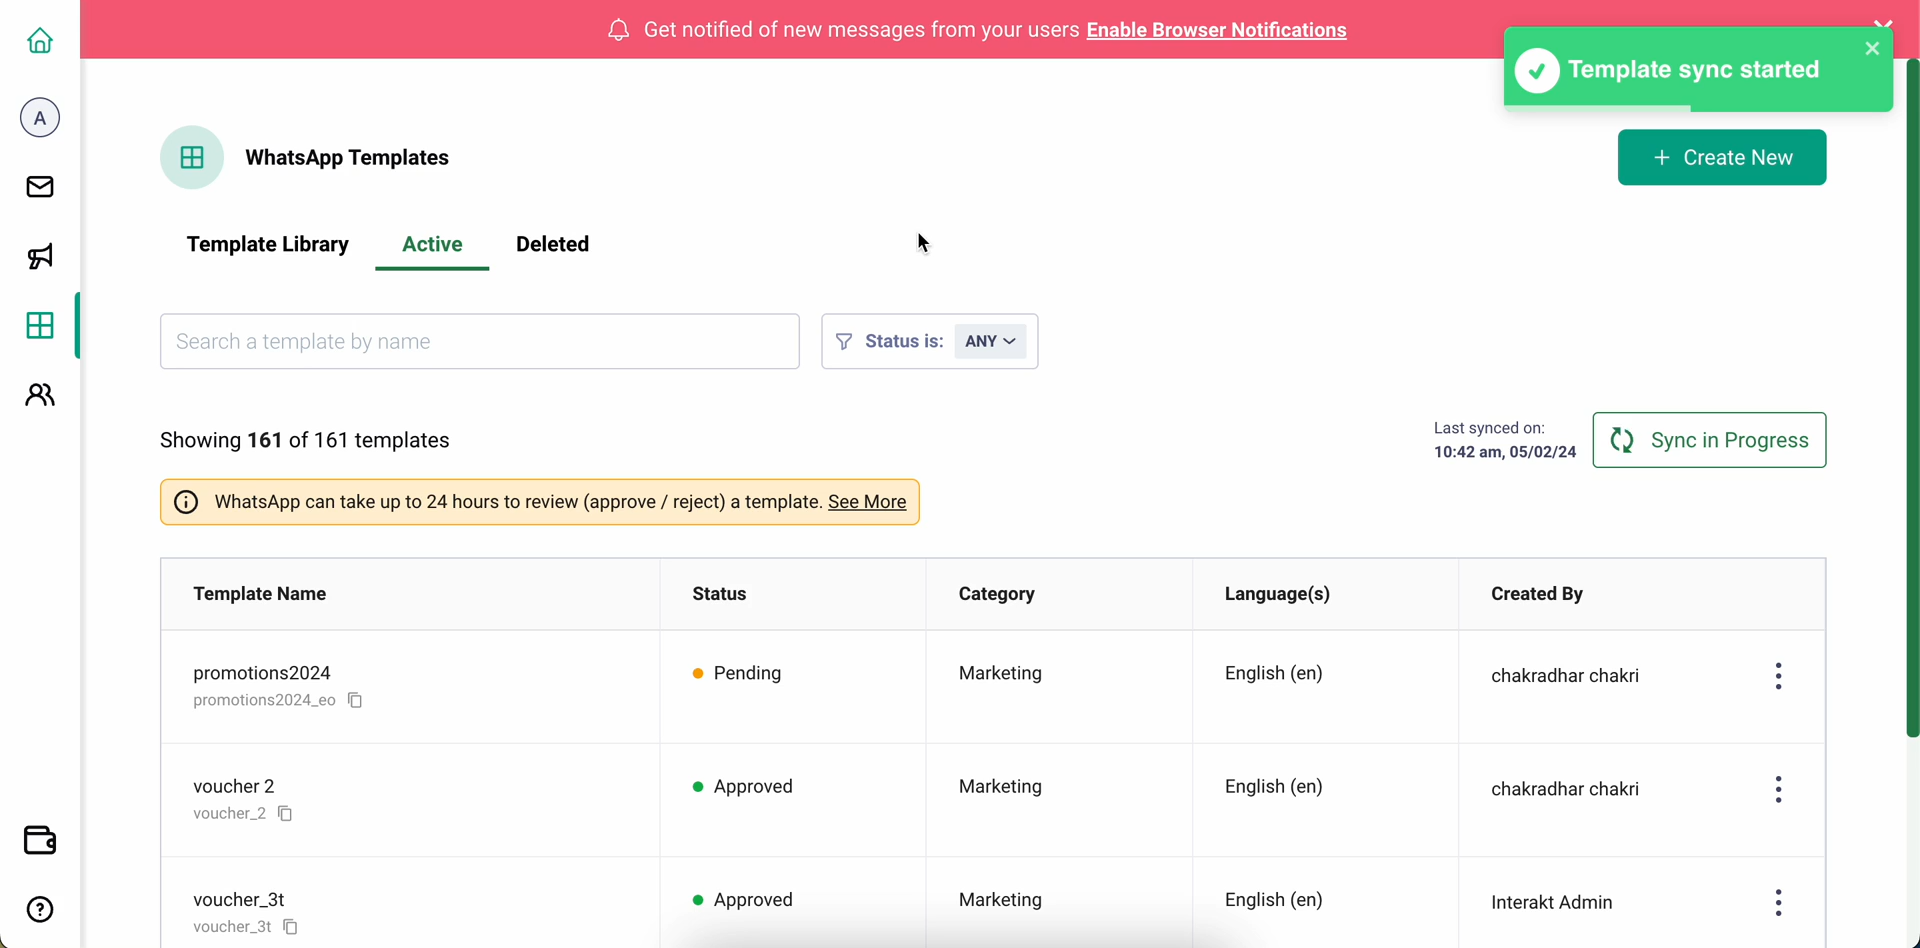 Get notified of new messages from your users Enable Browser Notifications
Template sync started
A
WhatsApp Templates
+ Create New
Template Library
Active
Deleted
Search a template by name
Status is: ANY
Showing 161 of 161 templates
Last synced on:
10:42 am, 05/02/24
Sync in Progress
WhatsApp can take up to 24 hours to review (approve / reject) a template. See More
Template Name Status Category Language(s) Created By
promotions2024 Pending Marketing English (en) chakradhar chakri
promotions2024_eo
voucher 2 Approved Marketing English (en) chakradhar chakri
voucher_2
voucher_3t Approved Marketing English (en) Interakt Admin
voucher_3t